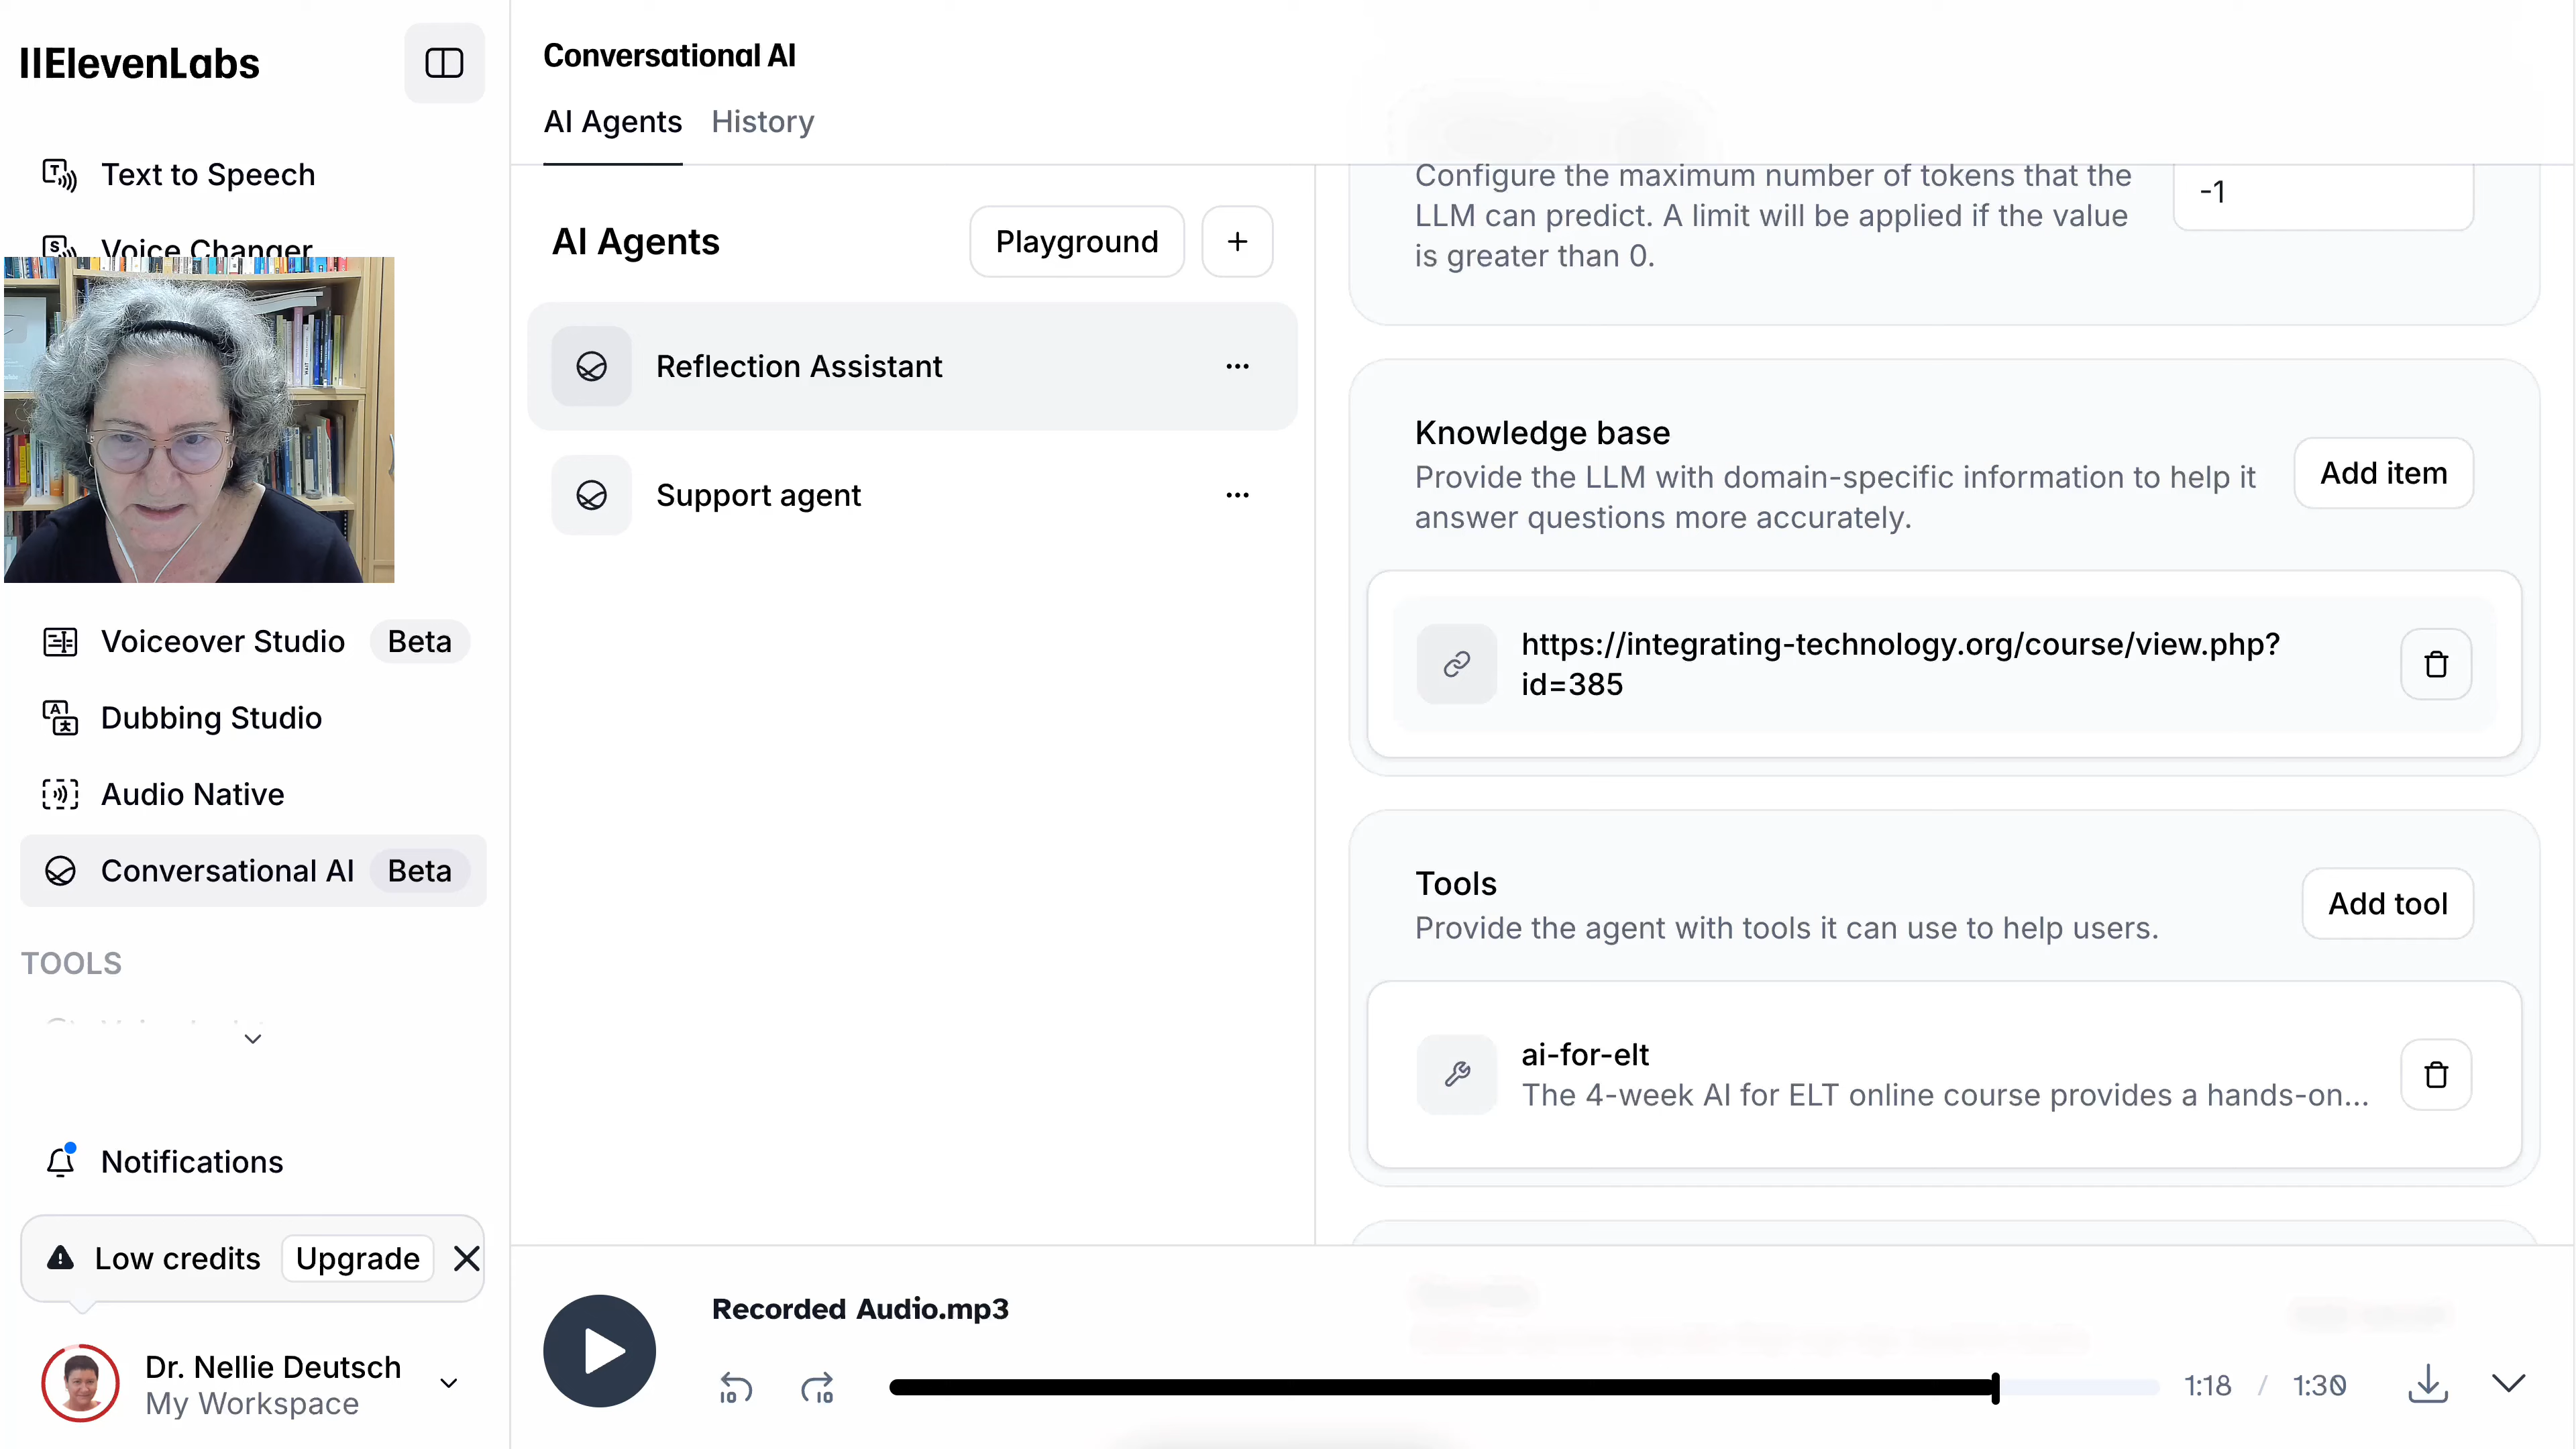 IIElevenLabs
Text to Speech
Voice Changer
Voiceover Studio Beta
Dubbing Studio
Audio Native
Conversational AI Beta
TOOLS
Notifications
Low credits Upgrade
Dr. Nellie Deutsch
My Workspace
Conversational AI
AI Agents History
AI Agents Playground +
Reflection Assistant
Support agent
Configure the maximum number of tokens that the
LLM can predict. A limit will be applied if the value
is greater than 0.
-1
Knowledge base
Provide the LLM with domain-specific information to help it
answer questions more accurately.
Add item
https://integrating-technology.org/course/view.php?
id=385
Tools
Provide the agent with tools it can use to help users.
Add tool
ai-for-elt
The 4-week AI for ELT online course provides a hands-on...
Recorded Audio.mp3
10 10 1:18 / 1:30